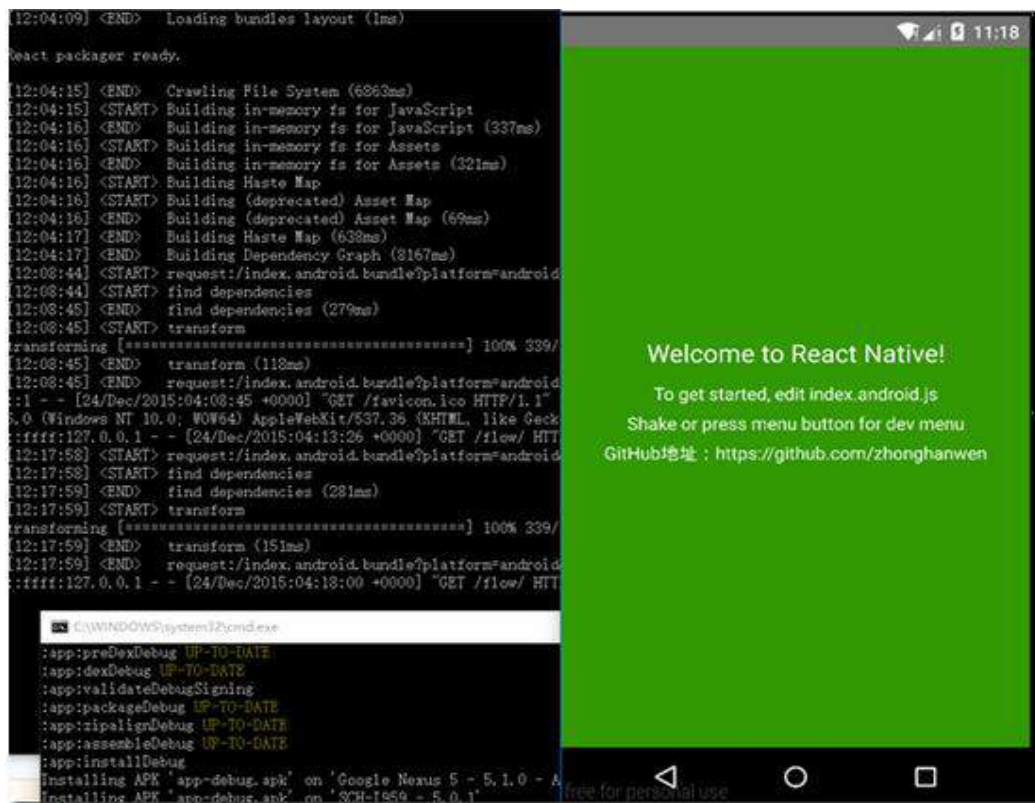 [12:04:09] <END>   Loading bundles layout (1ms)
React packager ready.
[12:04:15] <END>   Crawling File System (6863ms)
[12:04:15] <START> Building in-memory fs for JavaScript
[12:04:16] <END>   Building in-memory fs for JavaScript (337ms)
[12:04:16] <START> Building in-memory fs for Assets
[12:04:16] <END>   Building in-memory fs for Assets (321ms)
[12:04:16] <START> Building Haste Map
[12:04:16] <START> Building (deprecated) Asset Map
[12:04:16] <END>   Building (deprecated) Asset Map (69ms)
[12:04:17] <END>   Building Haste Map (638ms)
[12:04:17] <END>   Building Dependency Graph (8167ms)
[12:08:44] <START> request:/index.android.bundle?platform=android
[12:08:44] <START> find dependencies
[12:08:45] <END>   find dependencies (279ms)
[12:08:45] <START> transform
transforming [========================================] 100% 339/
[12:08:45] <END>   transform (118ms)
[12:08:45] <END>   request:/index.android.bundle?platform=android
::1 - - [24/Dec/2015:04:08:45 +0000] "GET /favicon.ico HTTP/1.1"
5.0 (Windows NT 10.0; WOW64) AppleWebKit/537.36 (KHTML, like Geck
::ffff:127.0.0.1 - - [24/Dec/2015:04:13:26 +0000] "GET /flow/ HTT
[12:17:58] <START> request:/index.android.bundle?platform=android
[12:17:58] <START> find dependencies
[12:17:59] <END>   find dependencies (281ms)
[12:17:59] <START> transform
transforming [========================================] 100% 339/
[12:17:59] <END>   transform (151ms)
[12:17:59] <END>   request:/index.android.bundle?platform=android
::ffff:127.0.0.1 - - [24/Dec/2015:04:18:00 +0000] "GET /flow/ HTT
C:\WINDOWS\system32\cmd.exe
:app:preDexDebug UP-TO-DATE
:app:dexDebug UP-TO-DATE
:app:validateDebugSigning
:app:packageDebug UP-TO-DATE
:app:zipalignDebug UP-TO-DATE
:app:assembleDebug UP-TO-DATE
:app:installDebug
Installing APK 'app-debug.apk' on 'Google Nexus 5 - 5.1.0 - A
Installing APK 'app-debug.apk' on 'SCH-I959 - 5.0.1'
11:18
Welcome to React Native!
To get started, edit index.android.js
Shake or press menu button for dev menu
GitHub地址：https://github.com/zhonghanwen
free for personal use